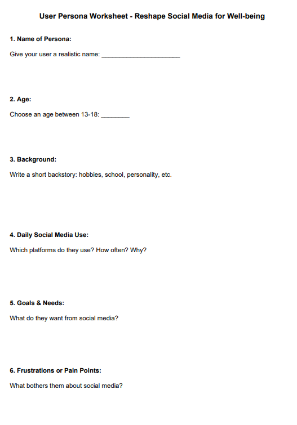 User Persona Worksheet - Reshape Social Media for Well-being
1. Name of Persona:
Give your user a realistic name: ________________________
2. Age:
Choose an age between 13-18: _________
3. Background:
Write a short backstory: hobbies, school, personality, etc.
4. Daily Social Media Use:
Which platforms do they use? How often? Why?
5. Goals & Needs:
What do they want from social media?
6. Frustrations or Pain Points:
What bothers them about social media?